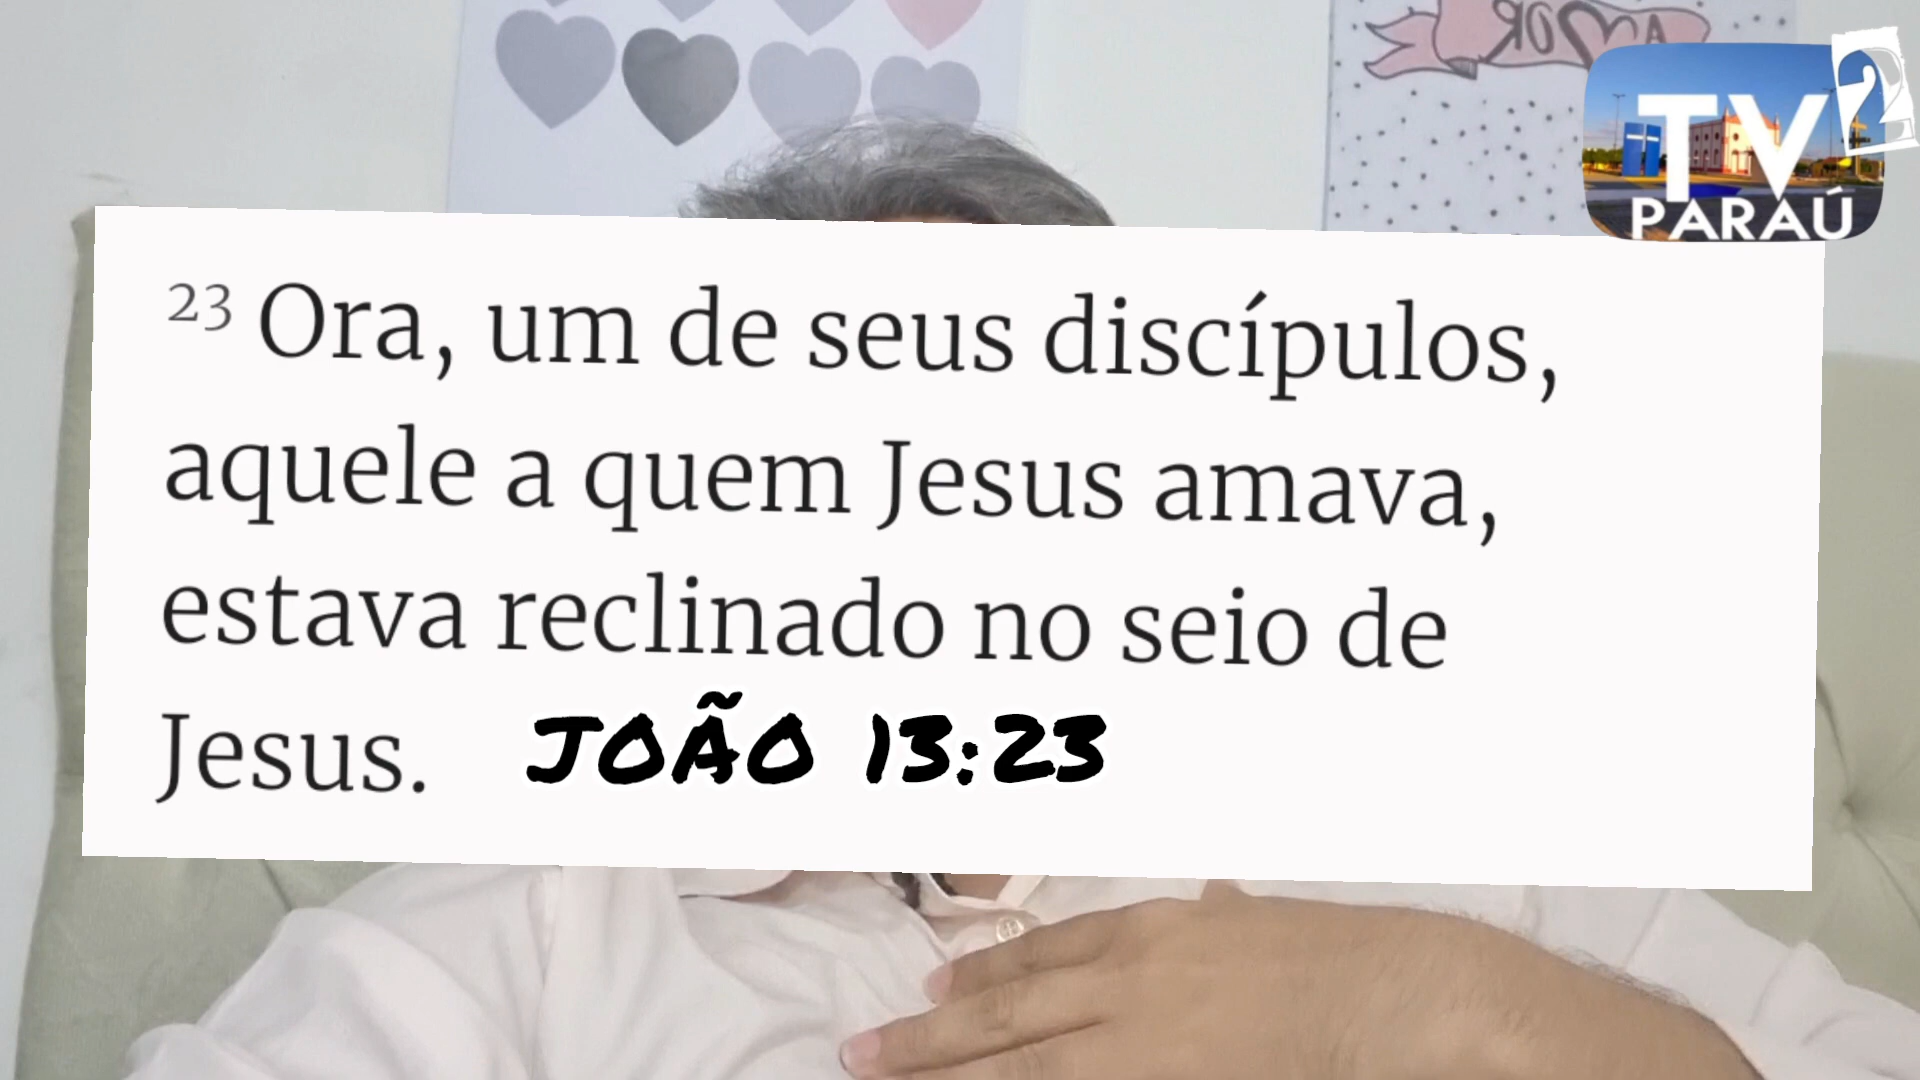 AMOR
TV 2
PARAÚ
23 Ora, um de seus discípulos,
aquele a quem Jesus amava,
estava reclinado no seio de
Jesus. JOÃO 13:23